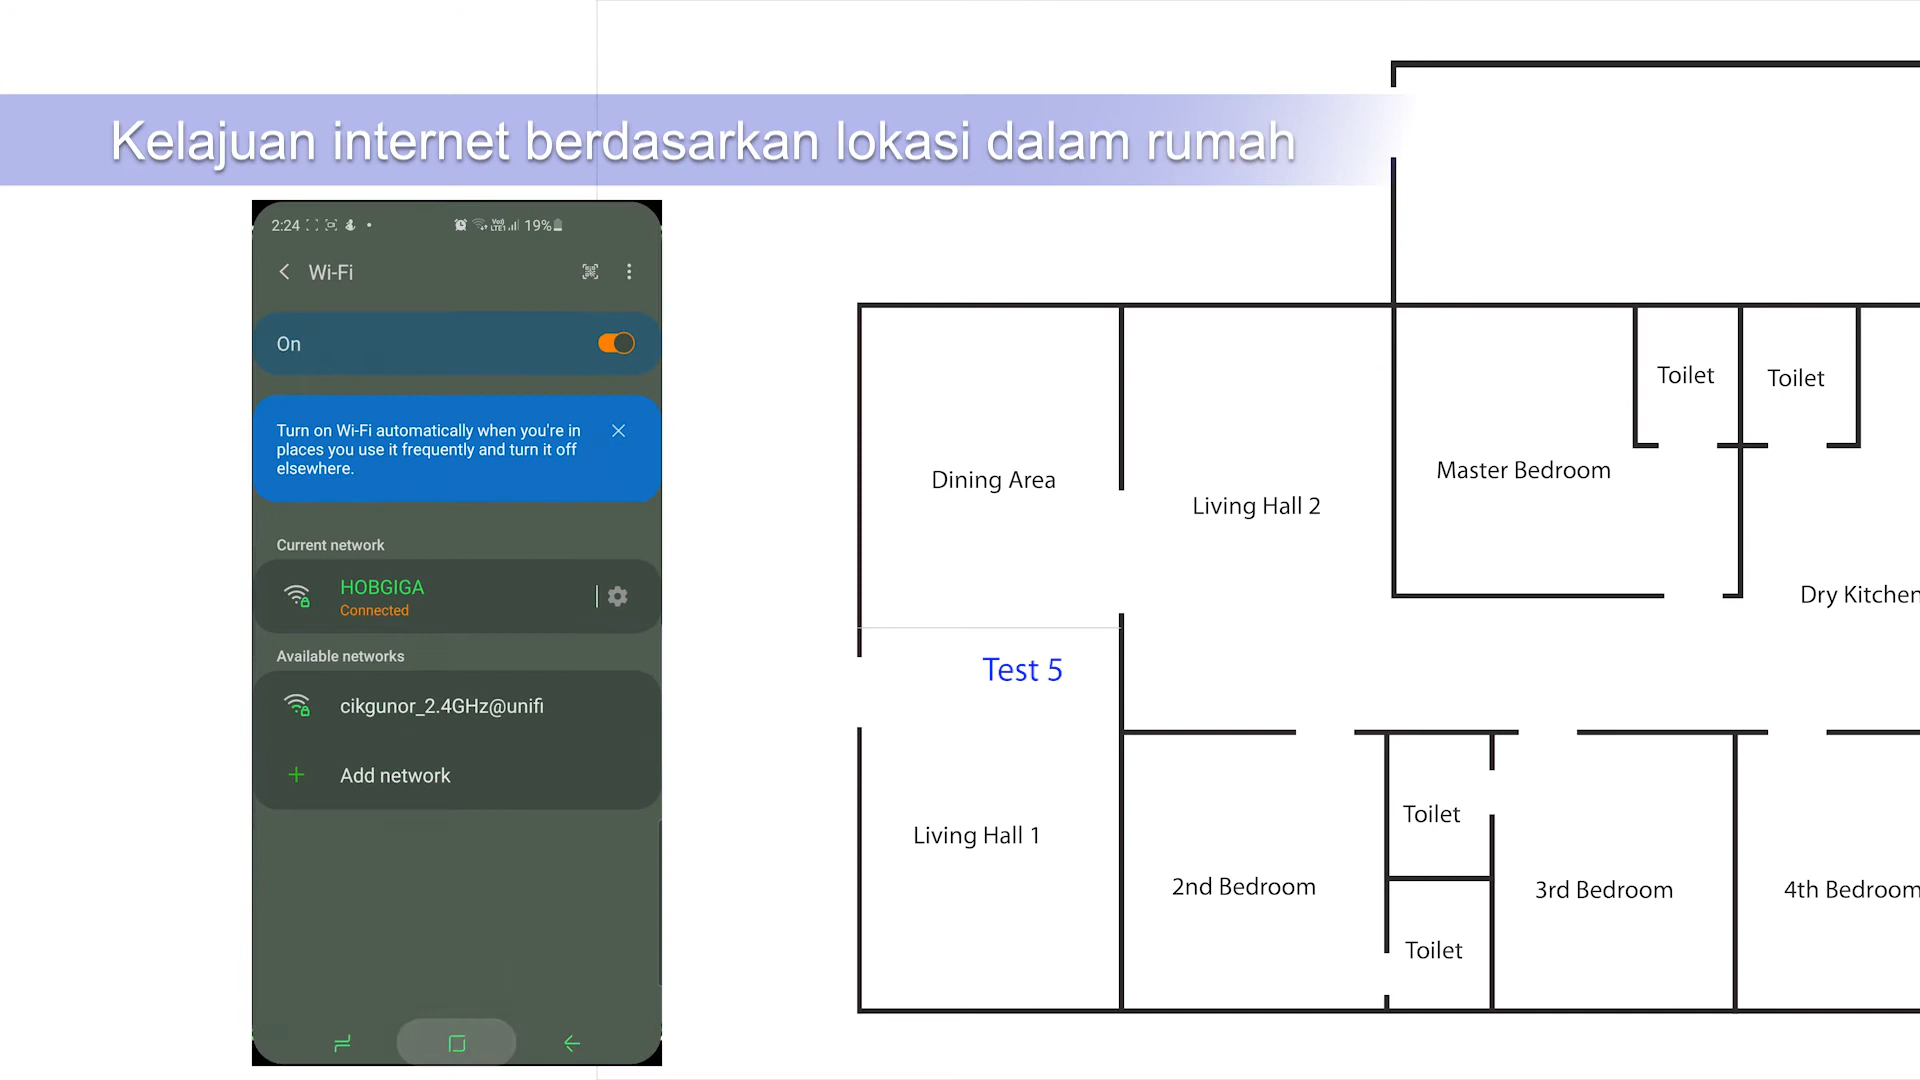 Kelajuan internet berdasarkan lokasi dalam rumah
2:24
19%
Wi-Fi
On
Turn on Wi-Fi automatically when you're in
places you use it frequently and turn it off
elsewhere.
Current network
HOBGIGA
Connected
Available networks
cikgunor_2.4GHz@unifi
Add network
Toilet
Toilet
Master Bedroom
Dining Area
Living Hall 2
Dry Kitchen
Test 5
Toilet
Living Hall 1
2nd Bedroom
3rd Bedroom
4th Bedroom
Toilet